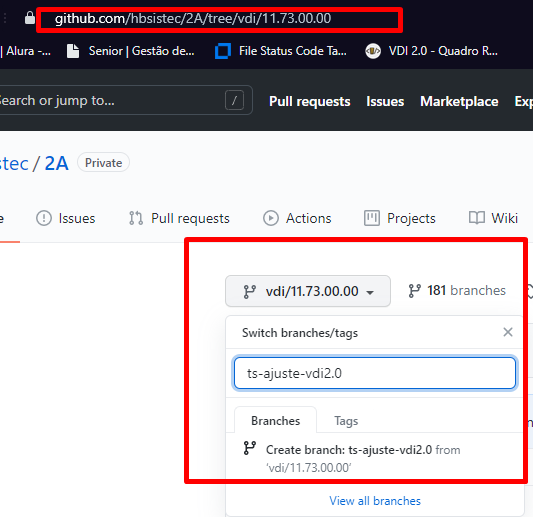 github.com/hbsistec/2A/tree/vdi/11.73.00.00
| Alura -... Senior | Gestão de... File Status Code Ta... VDI 2.0 - Quadro R...
Search or jump to... / Pull requests Issues Marketplace Exp
stec / 2A Private
e Issues Pull requests Actions Projects Wiki
vdi/11.73.00.00 181 branches
Switch branches/tags
ts-ajuste-vdi2.0
Branches Tags
Create branch: ts-ajuste-vdi2.0 from
'vdi/11.73.00.00'
View all branches